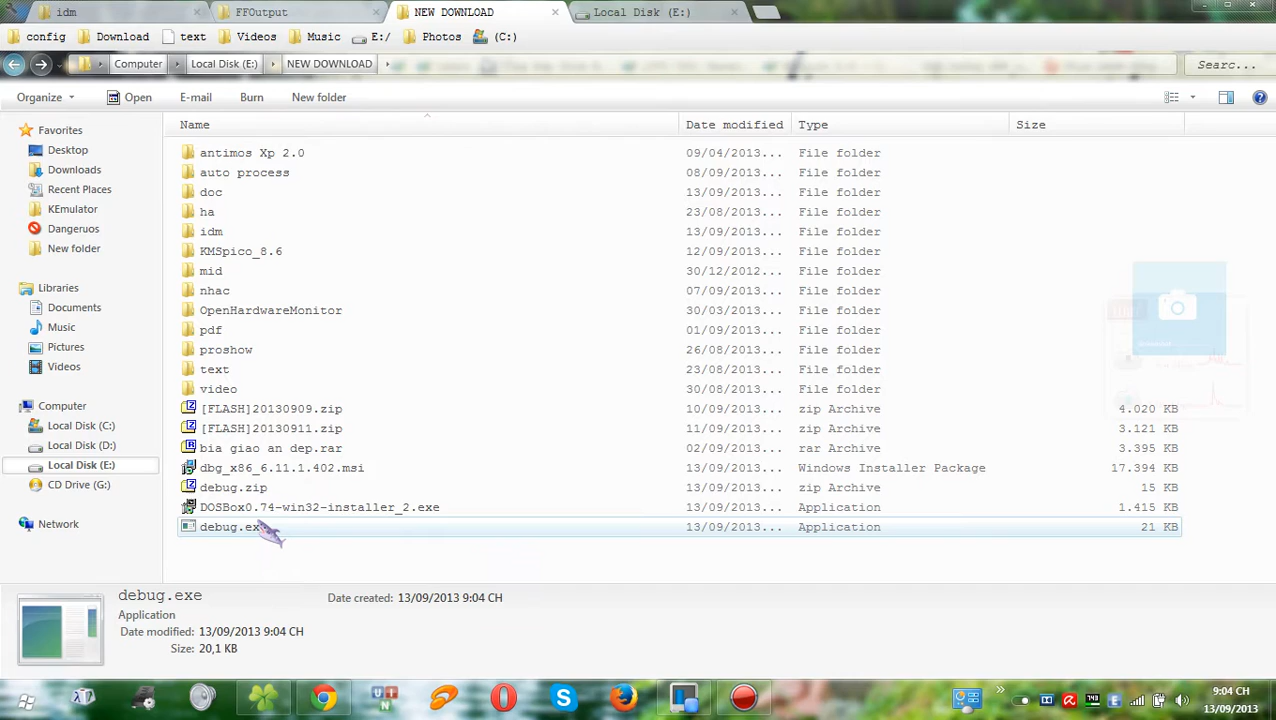 idm FFOutput NEW DOWNLOAD Local Disk (E:)
config Download text Videos Music E:/ Photos (C:)
Computer Local Disk (E:) NEW DOWNLOAD Searc...
Organize Open E-mail Burn New folder
Name Date modified Type Size
Favorites
Desktop
Downloads
Recent Places
KEmulator
Dangeruos
New folder
Libraries
Documents
Music
Pictures
Videos
Computer
Local Disk (C:)
Local Disk (D:)
Local Disk (E:)
CD Drive (G:)
Network
antimos Xp 2.0 09/04/2013... File folder
auto process 08/09/2013... File folder
doc 13/09/2013... File folder
ha 23/08/2013... File folder
idm 13/09/2013... File folder
KMSpico_8.6 12/09/2013... File folder
mid 30/12/2012... File folder
nhac 07/09/2013... File folder
OpenHardwareMonitor 30/03/2013... File folder
pdf 01/09/2013... File folder
proshow 26/08/2013... File folder
text 23/08/2013... File folder
video 30/08/2013... File folder
[FLASH]20130909.zip 10/09/2013... zip Archive 4.020 KB
[FLASH]20130911.zip 11/09/2013... zip Archive 3.121 KB
bia giao an dep.rar 02/09/2013... rar Archive 3.395 KB
dbg_x86_6.11.1.402.msi 13/09/2013... Windows Installer Package 17.394 KB
debug.zip 13/09/2013... zip Archive 15 KB
DOSBox0.74-win32-installer_2.exe 13/09/2013... Application 1.415 KB
debug.exe 13/09/2013... Application 21 KB
debug.exe Date created: 13/09/2013 9:04 CH
Application
Date modified: 13/09/2013 9:04 CH
Size: 20,1 KB
9:04 CH
13/09/2013